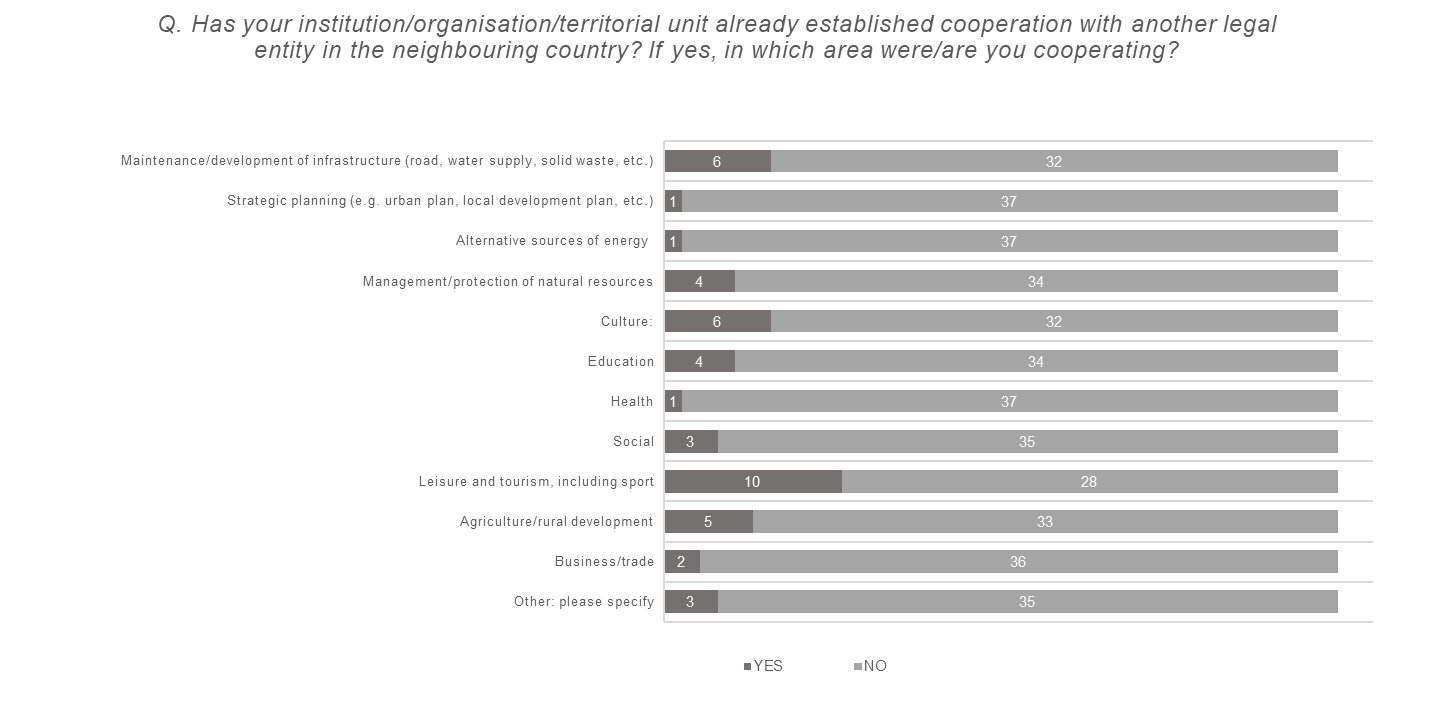 Q. Has your institution/organisation/territorial unit already established cooperation with another legal
entity in the neighbouring country? If yes, in which area were/are you cooperating?
Maintenance/development of infrastructure (road, water supply, solid waste, etc.) 6 32
Strategic planning (e.g. urban plan, local development plan, etc.) 1 37
Alternative sources of energy 1 37
Management/protection of natural resources 4 34
Culture: 6 32
Education 4 34
Health 1 37
Social 3 35
Leisure and tourism, including sport 10 28
Agriculture/rural development 5 33
Business/trade 2 36
Other: please specify 3 35
YES NO